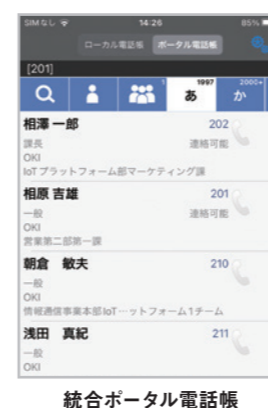 SIMなし 14:26 85%
ローカル電話帳 ポータル電話帳
[201]
1 1997 2000+
あ か
相澤 一郎 202
課長 連絡可能
OKI
IoTプラットフォーム部マーケティング課
相原 吉雄 201
一般 連絡可能
OKI
営業第二部第一課
朝倉 敏夫 210
一般
OKI
情報通信事業本部IoT…ットフォーム1チーム
浅田 真紀 211
一般
OKI
統合ポータル電話帳